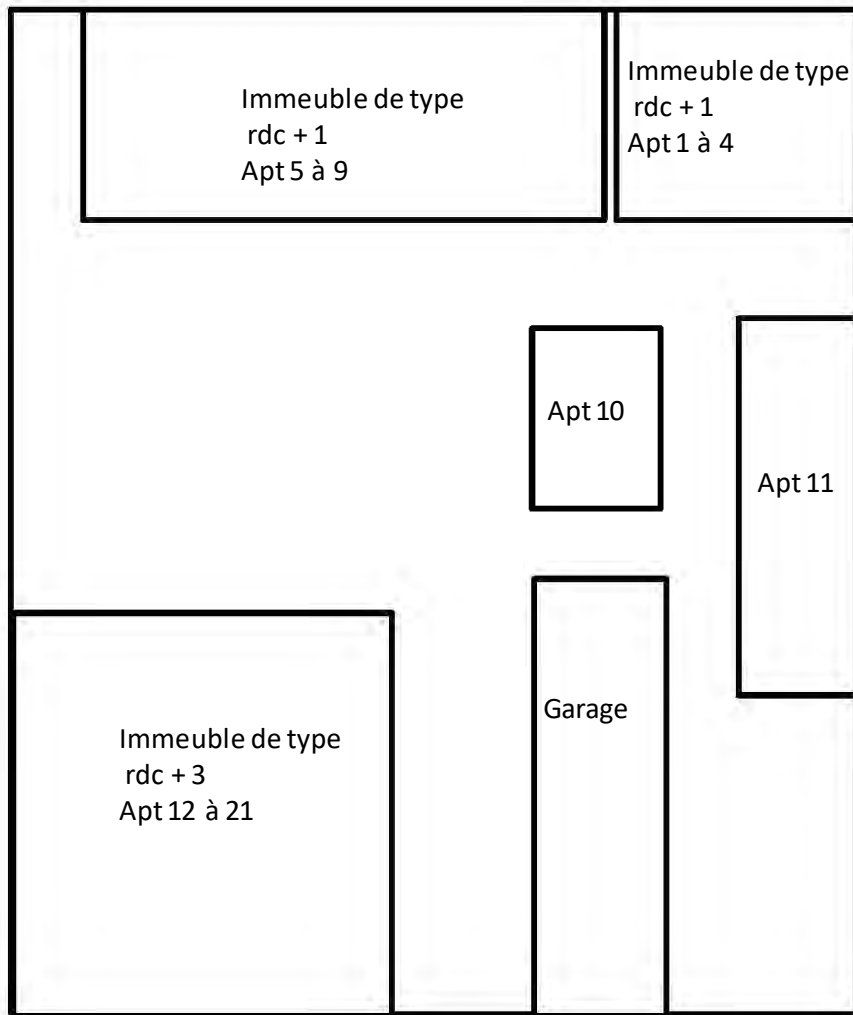 Immeuble de type
rdc + 1
Apt 5 à 9
Immeuble de type
rdc + 1
Apt 1 à 4
Apt 10
Apt 11
Garage
Immeuble de type
rdc + 3
Apt 12 à 21